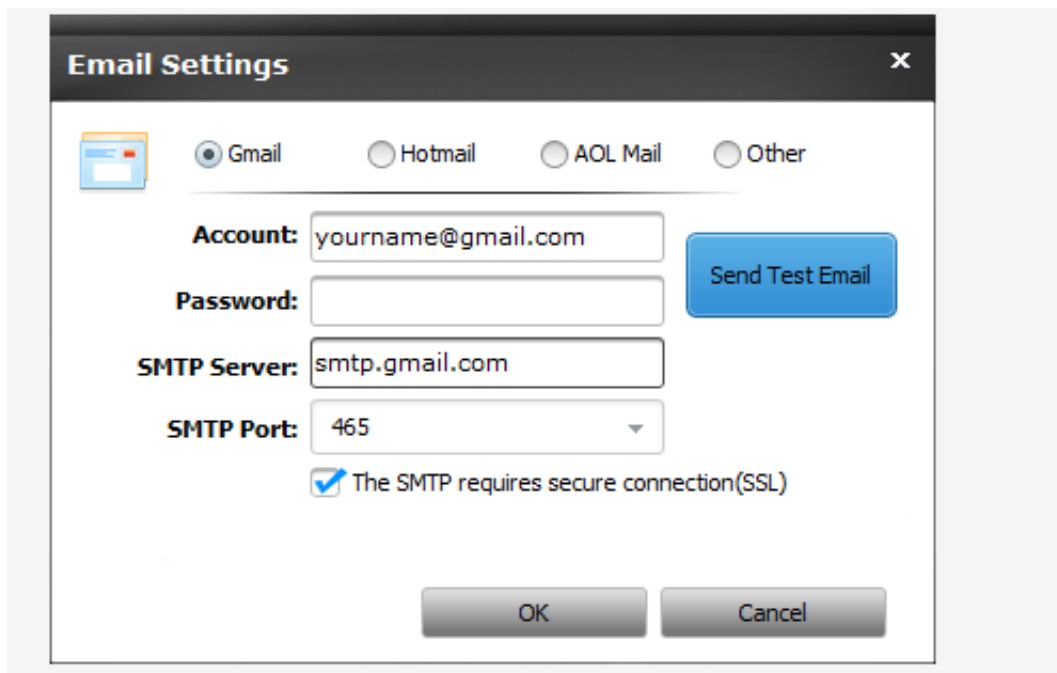 Email Settings
Gmail Hotmail AOL Mail Other
Account: yourname@gmail.com
Send Test Email
Password:
SMTP Server: smtp.gmail.com
SMTP Port: 465
The SMTP requires secure connection(SSL)
OK Cancel